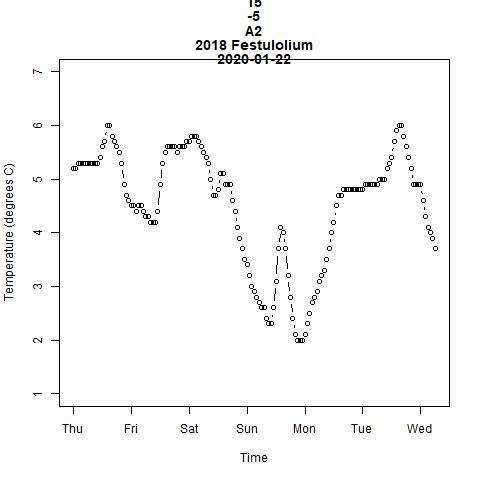 15
-5
A2
2018 Festulolium
2020-01-22
7
6
5
4
3
2
1
Temperature (degrees C)
Thu Fri Sat Sun Mon Tue Wed
Time